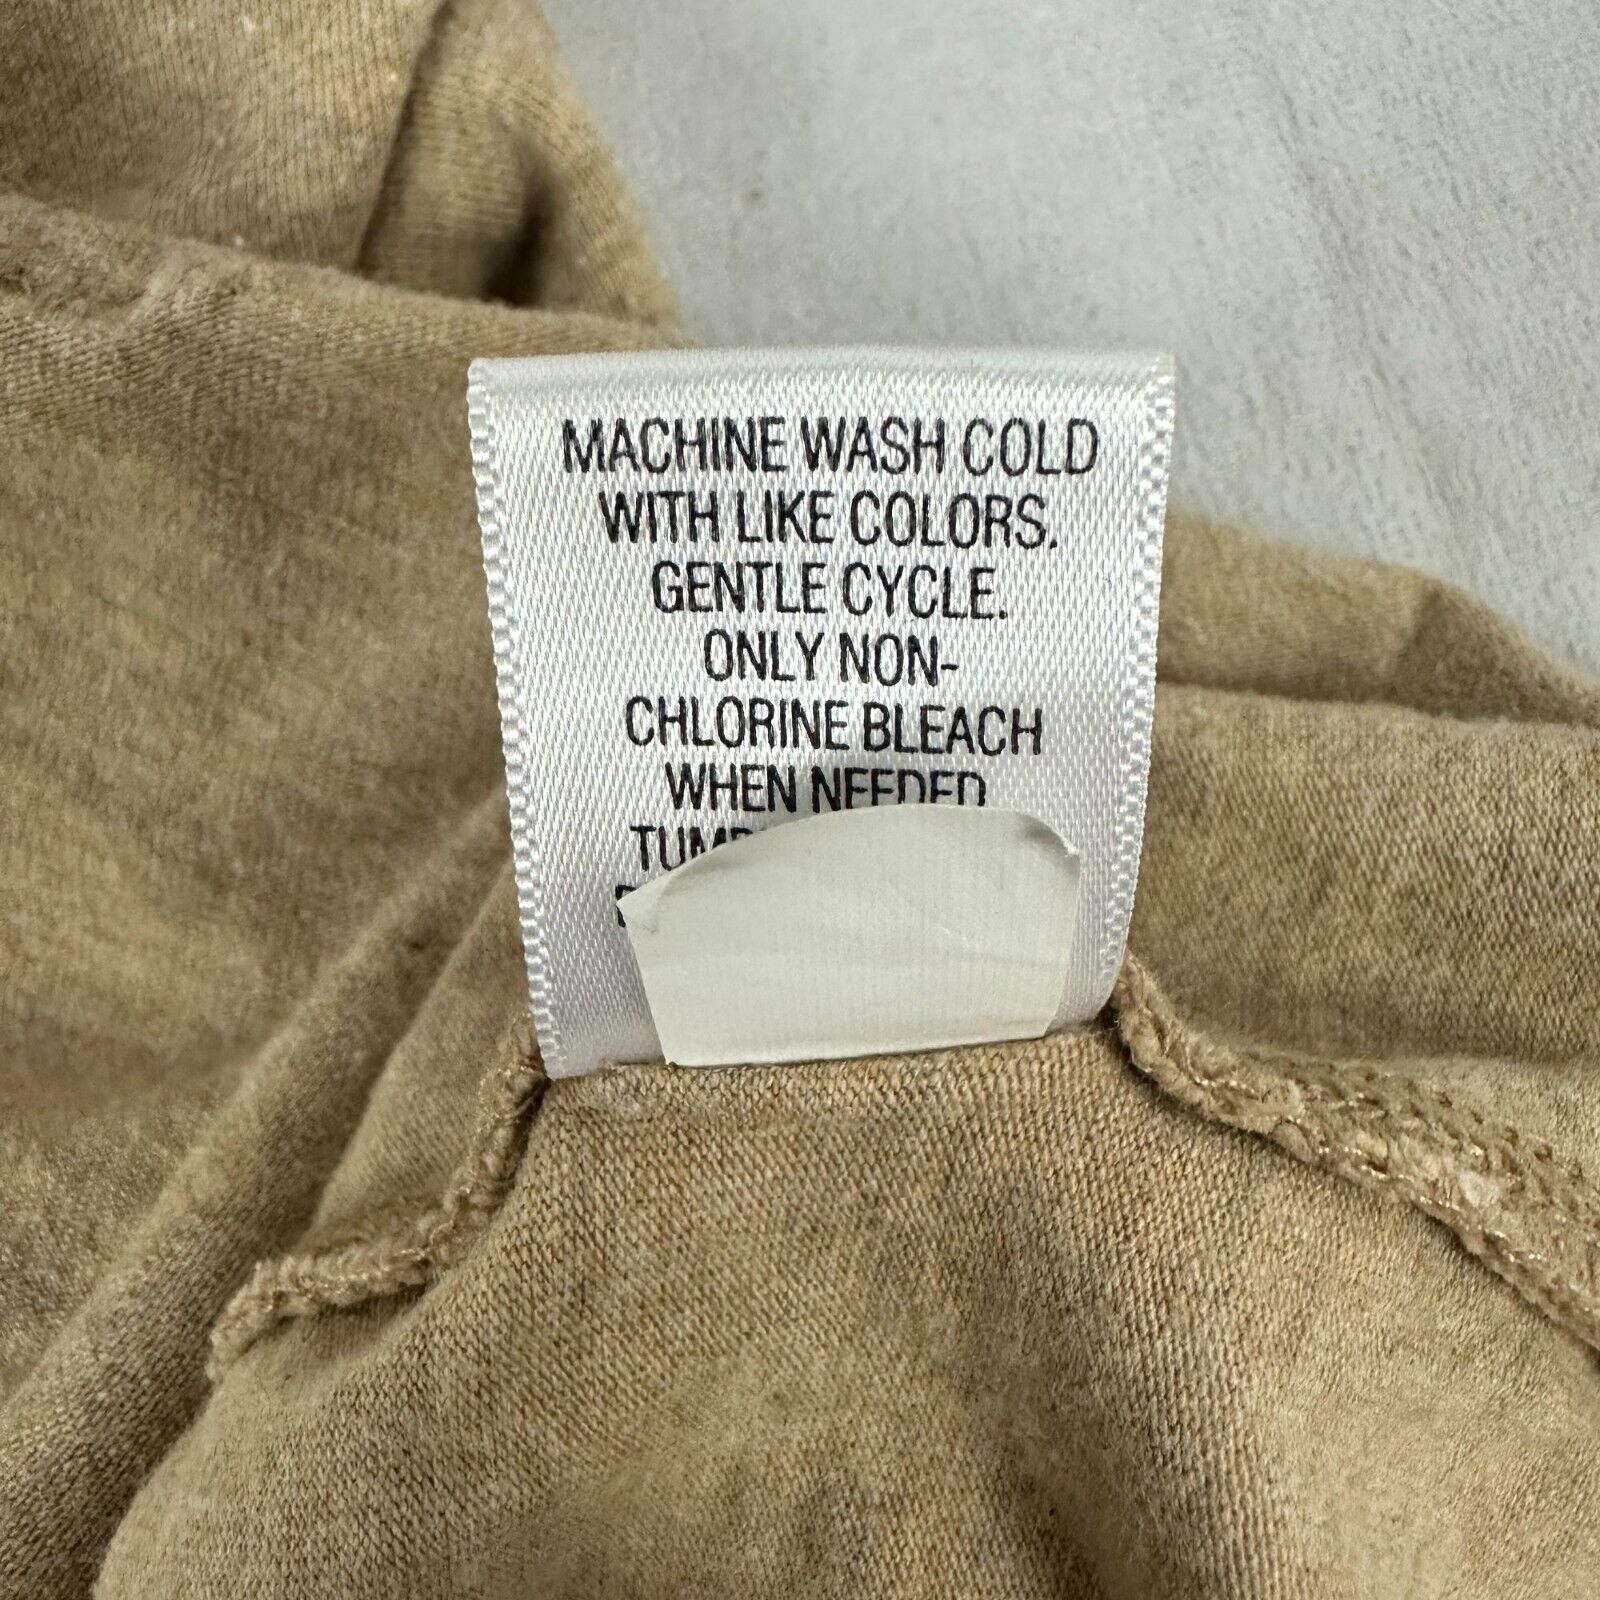 MACHINE WASH COLD
WITH LIKE COLORS.
GENTLE CYCLE.
ONLY NON-
CHLORINE BLEACH
WHEN NEEDED